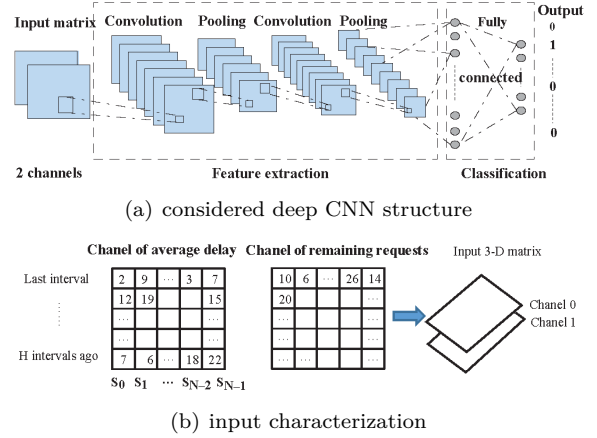 Input matrix Convolution Pooling Convolution Pooling Fully Output
0
1
connected
0
0
2 channels Feature extraction Classification
(a) considered deep CNN structure
Chanel of average delay Chanel of remaining requests Input 3-D matrix
Last interval 2 9 ··· 3 7 10 6 ··· 26 14
12 19 15 20 ···
Chanel 0
Chanel 1
··· ··· ··· ···
H intervals ago 7 6 ··· 18 22
S0 S1 ··· SN–2 SN–1
(b) input characterization